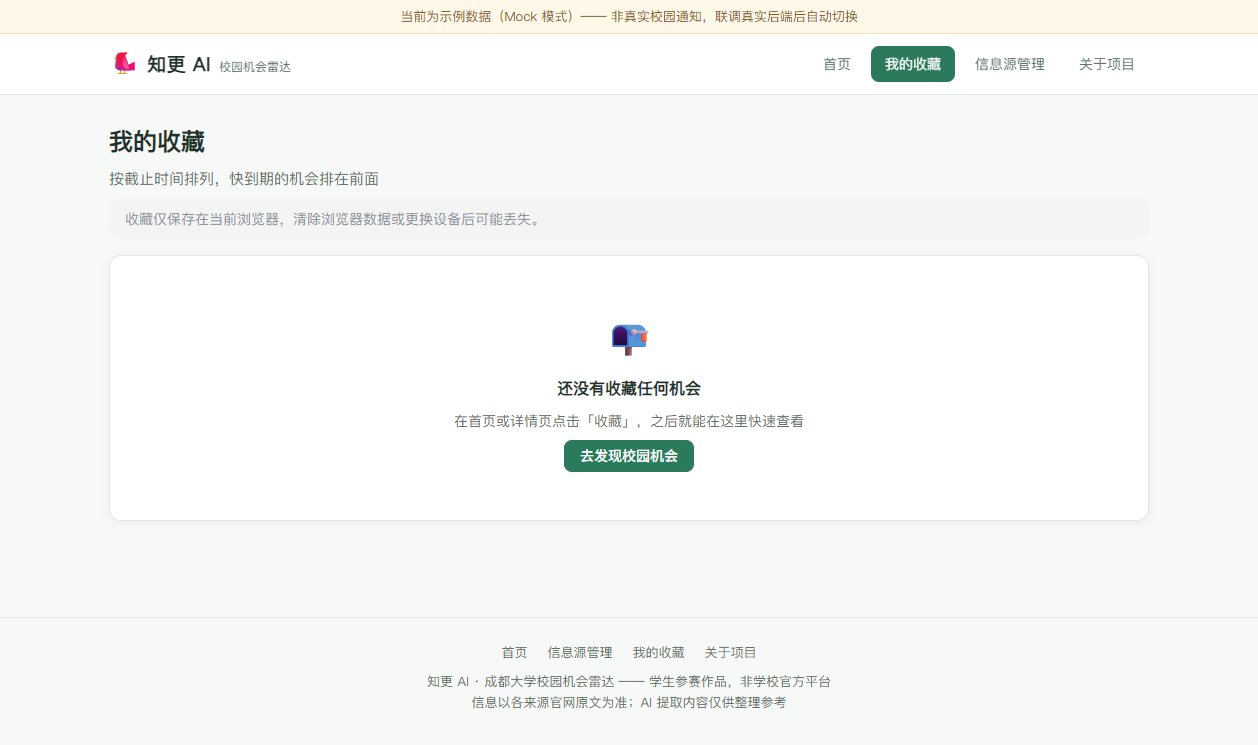 当前为示例数据（Mock 模式）—— 非真实校园通知，联调真实后端后自动切换
知更 AI 校园机会雷达
首页 我的收藏 信息源管理 关于项目
我的收藏
按截止时间排列，快到期的机会排在前面
收藏仅保存在当前浏览器，清除浏览器数据或更换设备后可能丢失。
还没有收藏任何机会
在首页或详情页点击「收藏」，之后就能在这里快速查看
去发现校园机会
首页 信息源管理 我的收藏 关于项目
知更 AI · 成都大学校园机会雷达 —— 学生参赛作品，非学校官方平台
信息以各来源官网原文为准；AI 提取内容仅供整理参考